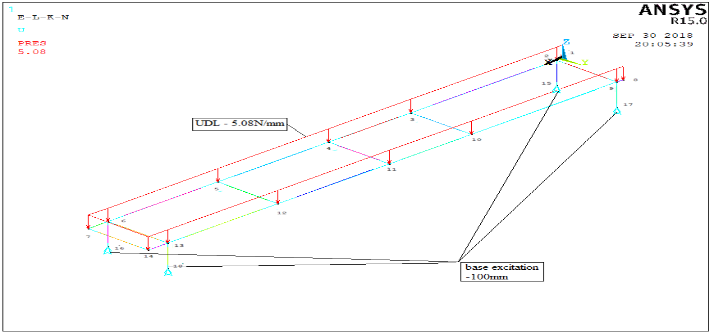 1
E-L-K-N
U
PRES
5.08
ANSYS
R15.0
SEP 30 2018
20:05:39
Z
Y
X
2
1
15
8
9
17
3
10
4
11
5
12
6
7
16
13
14
18
UDL - 5.08N/mm
base excitation
-100mm